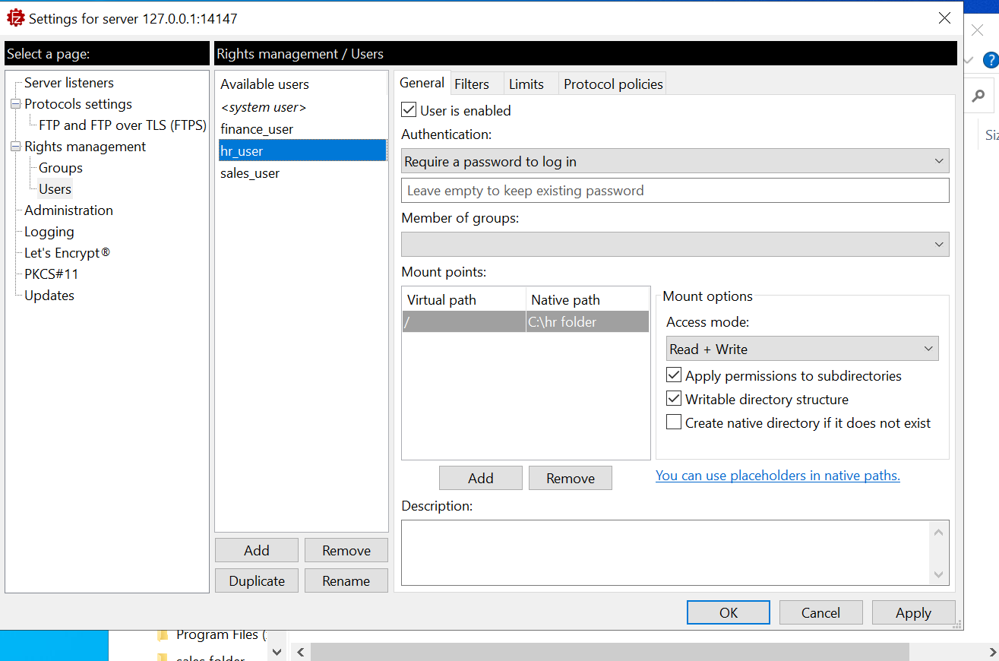 Settings for server 127.0.0.1:14147
Select a page:
Server listeners
Protocols settings
FTP and FTP over TLS (FTPS)
Rights management
Groups
Users
Administration
Logging
Let's Encrypt®
PKCS#11
Updates
Rights management / Users
Available users
<system user>
finance_user
hr_user
sales_user
Add Remove
Duplicate Rename
General Filters Limits Protocol policies
User is enabled
Authentication:
Require a password to log in
Leave empty to keep existing password
Member of groups:
Mount points:
Virtual path Native path
/ C:\hr folder
Add Remove
Mount options
Access mode:
Read + Write
Apply permissions to subdirectories
Writable directory structure
Create native directory if it does not exist
You can use placeholders in native paths.
Description:
OK Cancel Apply
Siz
Program Files (
sales folder